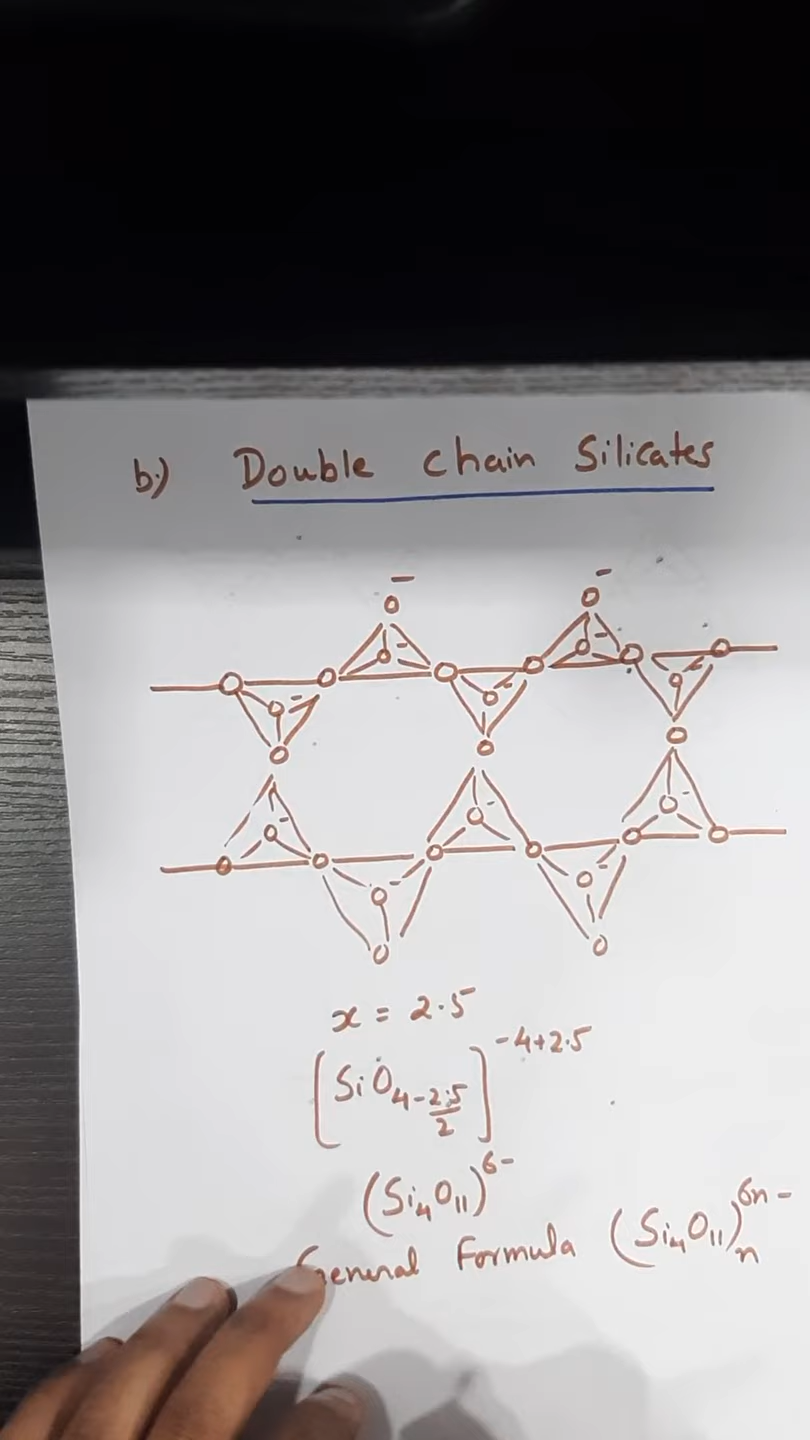 b.) Double chain Silicates
x = 2.5
[SiO₄₋₂.₅/₂]⁻⁴⁺²·⁵
(Si₄O₁₁)⁶⁻
General Formula (Si₄O₁₁)ₙ⁶ⁿ⁻